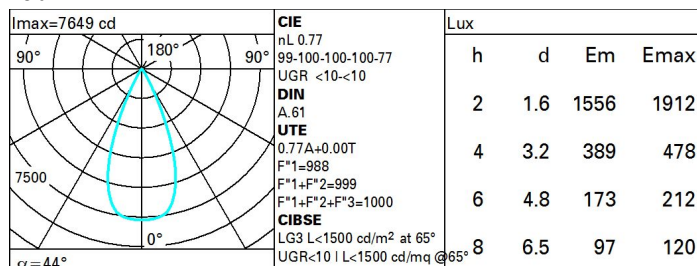 Imax=7649 cd
90° 180° 90°
7500
0°
α=44°
CIE
nL 0.77
99-100-100-100-77
UGR <10-<10
DIN
A.61
UTE
0.77A+0.00T
F"1=988
F"1+F"2=999
F"1+F"2+F"3=1000
CIBSE
LG3 L<1500 cd/m² at 65°
UGR<10 | L<1500 cd/mq @65°
Lux
h d Em Emax
2 1.6 1556 1912
4 3.2 389 478
6 4.8 173 212
8 6.5 97 120